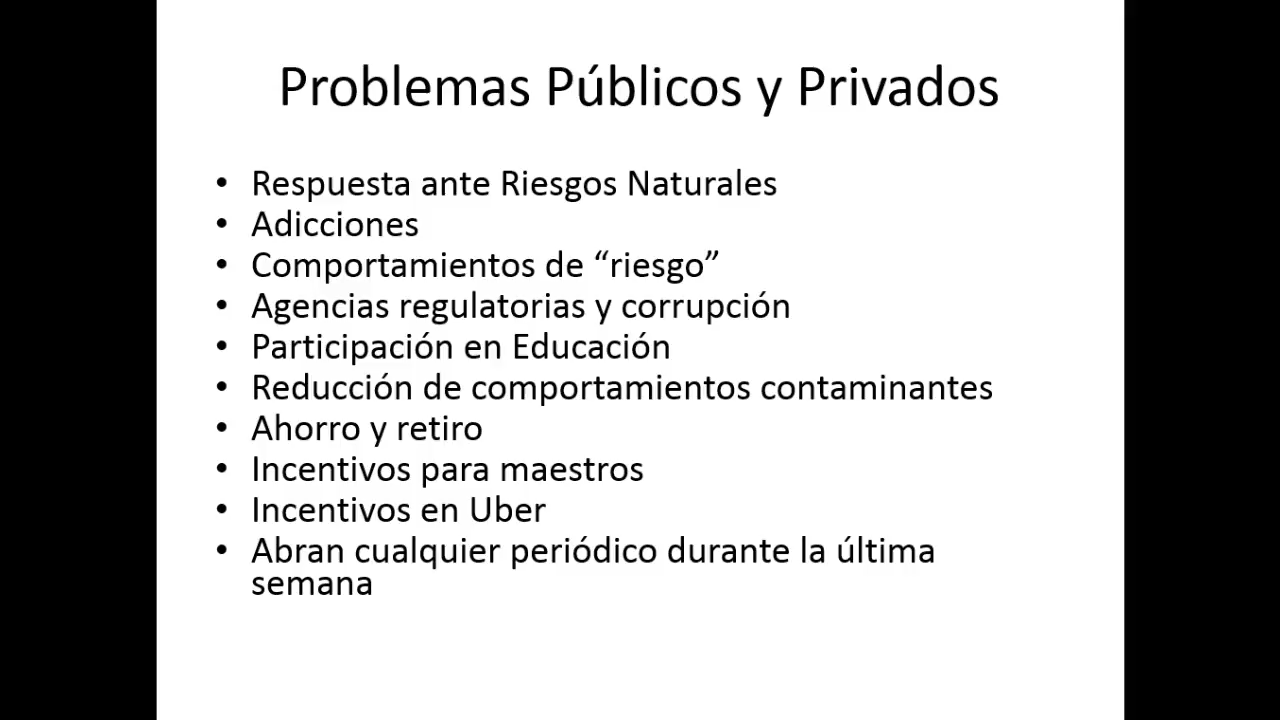 Problemas Públicos y Privados
• Respuesta ante Riesgos Naturales
• Adicciones
• Comportamientos de “riesgo”
• Agencias regulatorias y corrupción
• Participación en Educación
• Reducción de comportamientos contaminantes
• Ahorro y retiro
• Incentivos para maestros
• Incentivos en Uber
• Abran cualquier periódico durante la última
semana